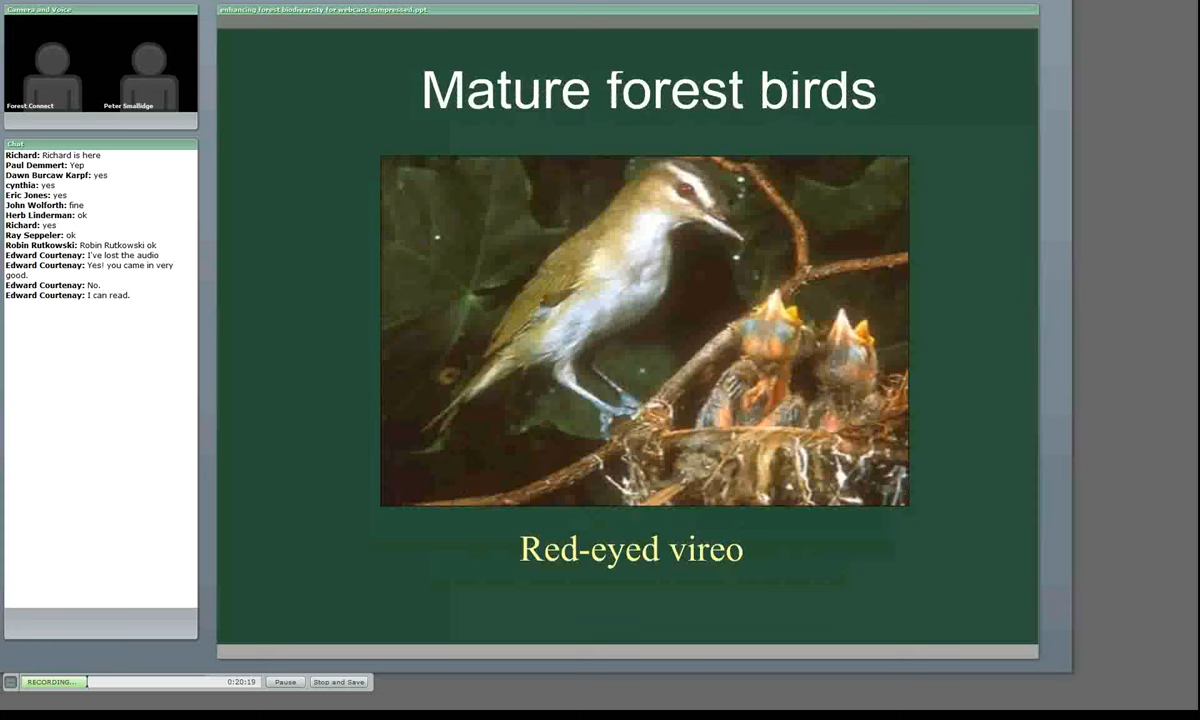 Camera and Voice
enhancing forest biodiversity for webcast compressed.ppt
Forest Connect
Peter Smallidge
Chat
Richard: Richard is here
Paul Demmert: Yep
Dawn Burcaw Karpf: yes
cynthia: yes
Eric Jones: yes
John Wolforth: fine
Herb Linderman: ok
Richard: yes
Ray Seppeler: ok
Robin Rutkowski: Robin Rutkowski ok
Edward Courtenay: I've lost the audio
Edward Courtenay: Yes! you came in very
good.
Edward Courtenay: No.
Edward Courtenay: I can read.
Mature forest birds
Red-eyed vireo
RECORDING...
0:20:19
Pause
Stop and Save